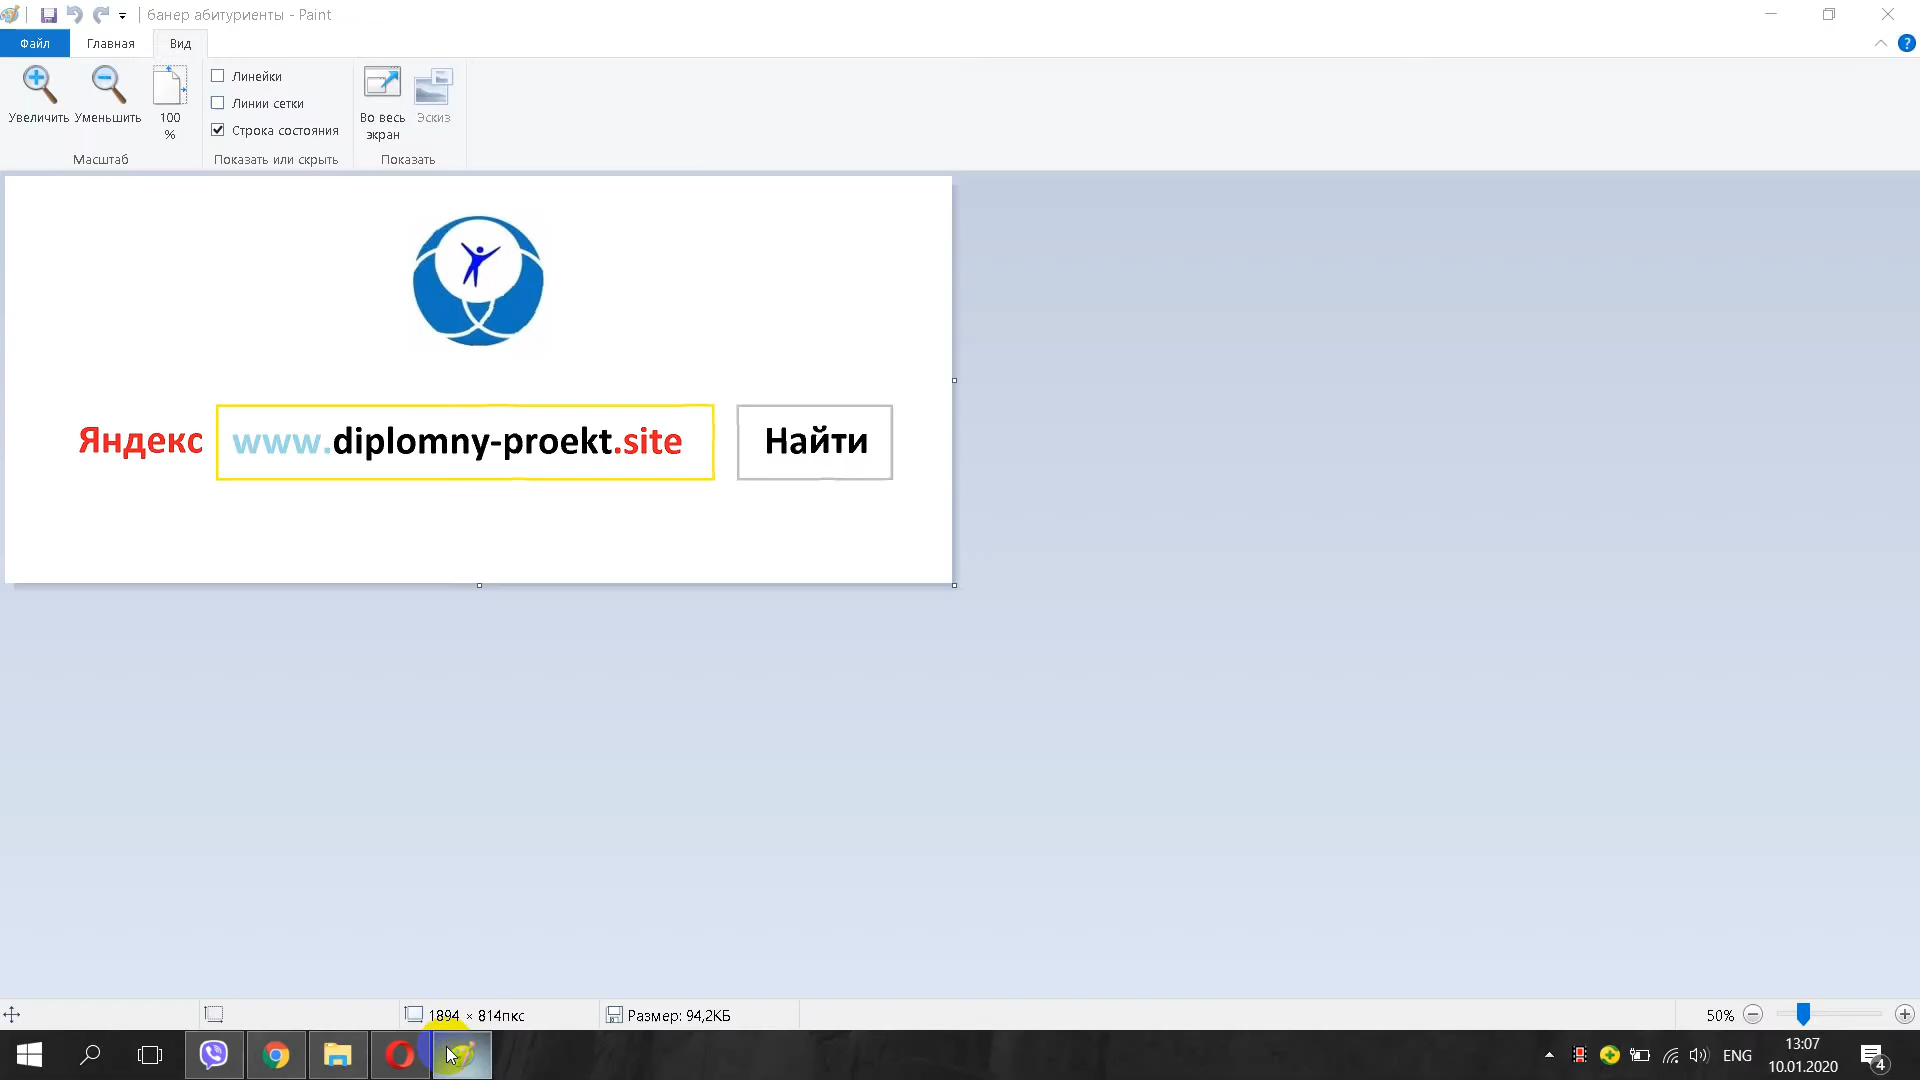 банер абитуриенты - Paint
Файл Главная Вид
Увеличить Уменьшить 100 %
Линейки
Линии сетки
Строка состояния
Во весь экран
Эскиз
Масштаб Показать или скрыть Показать
Яндекс www.diplomny-proekt.site Найти
1894 × 814пкс Размер: 94,2КБ 50%
ENG 13:07
10.01.2020 4